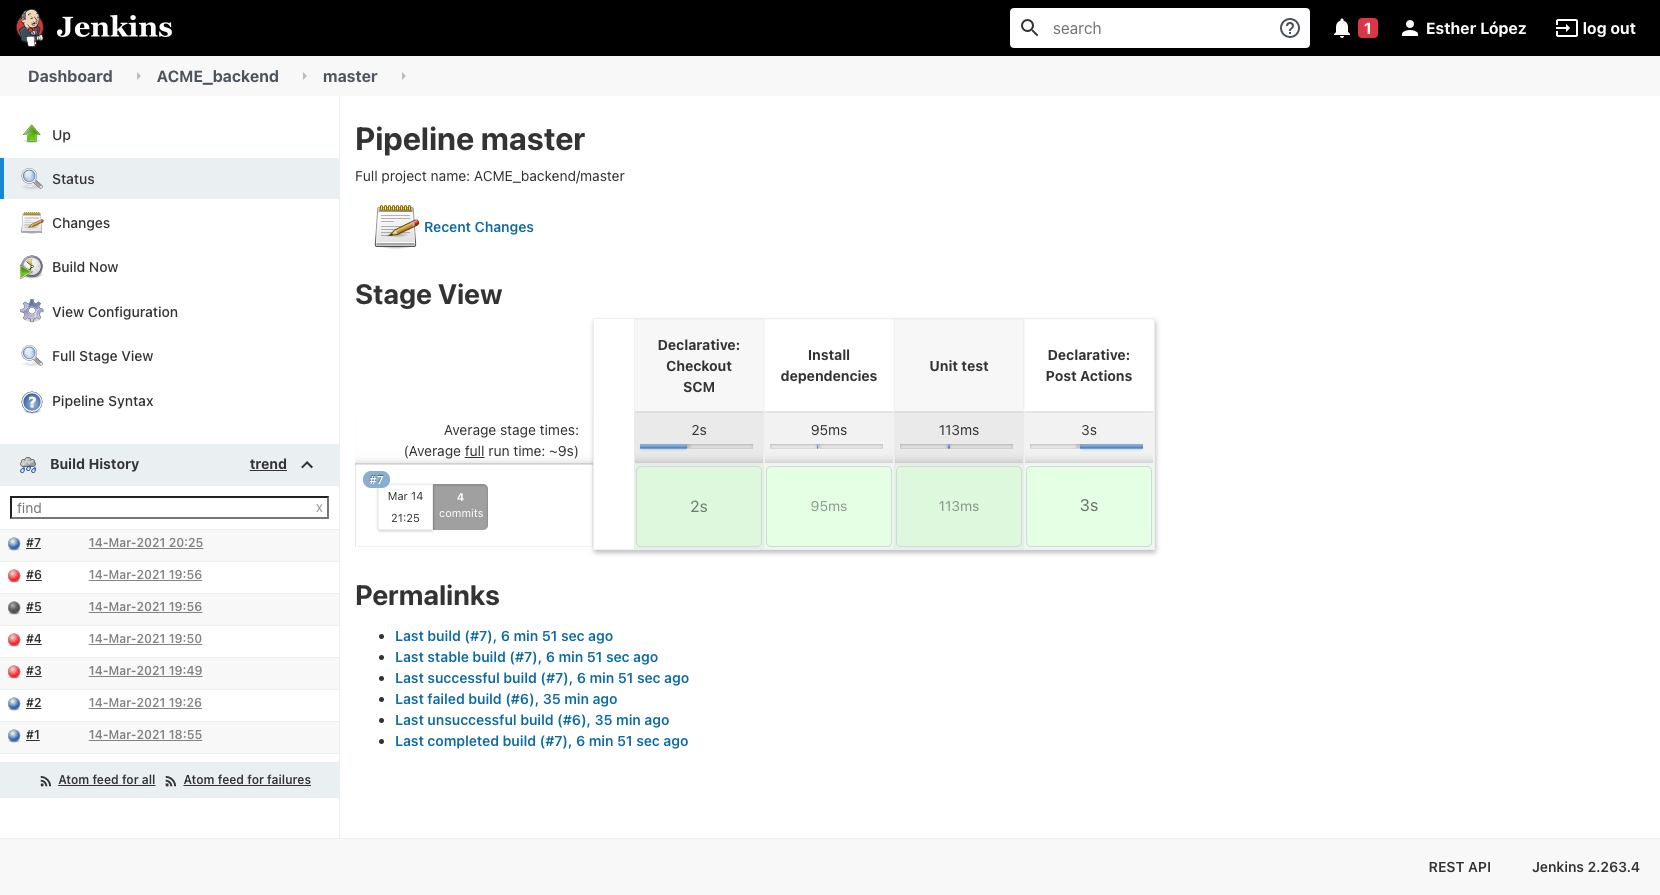 Jenkins
search
1
Esther López
log out
Dashboard
ACME_backend
master
Up
Status
Changes
Build Now
View Configuration
Full Stage View
Pipeline Syntax
Build History
trend
find
x
#7 14-Mar-2021 20:25
#6 14-Mar-2021 19:56
#5 14-Mar-2021 19:56
#4 14-Mar-2021 19:50
#3 14-Mar-2021 19:49
#2 14-Mar-2021 19:26
#1 14-Mar-2021 18:55
Atom feed for all
Atom feed for failures
Pipeline master
Full project name: ACME_backend/master
Recent Changes
Stage View
Declarative:
Checkout
SCM
Install
dependencies
Unit test
Declarative:
Post Actions
Average stage times:
(Average full run time: ~9s)
2s
95ms
113ms
3s
#7
Mar 14
21:25
4
commits
2s
95ms
113ms
3s
Permalinks
Last build (#7), 6 min 51 sec ago
Last stable build (#7), 6 min 51 sec ago
Last successful build (#7), 6 min 51 sec ago
Last failed build (#6), 35 min ago
Last unsuccessful build (#6), 35 min ago
Last completed build (#7), 6 min 51 sec ago
REST API
Jenkins 2.263.4